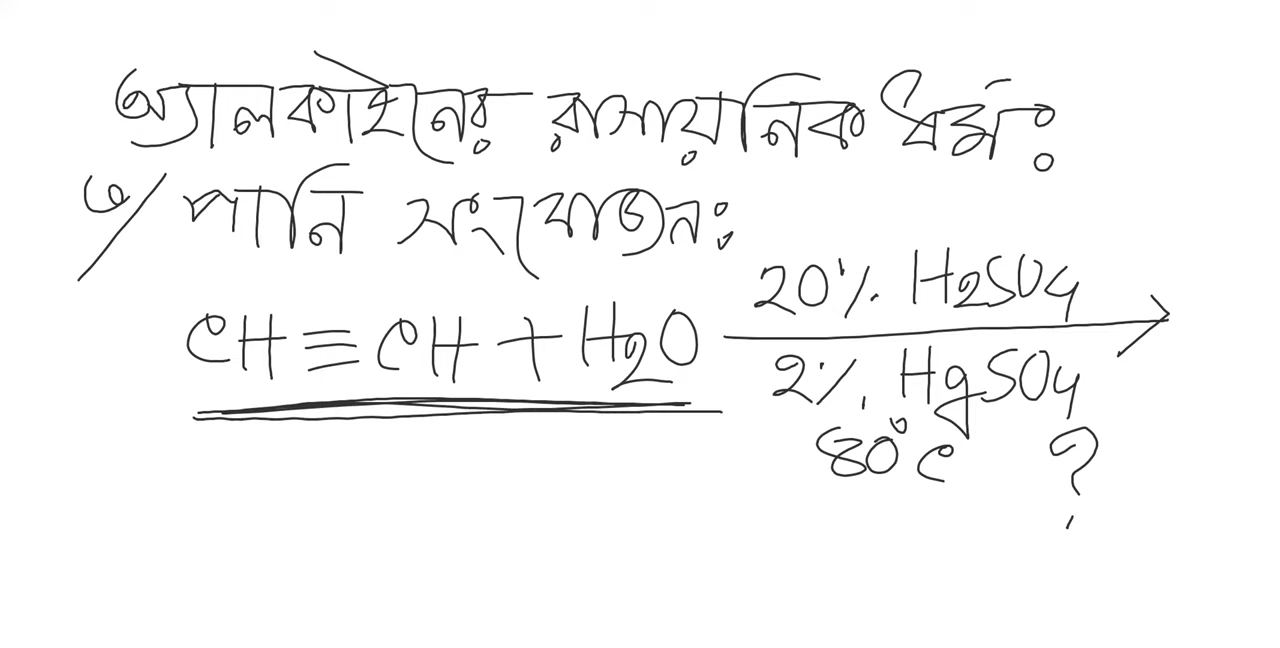 অ্যালকাইনের রাসায়নিক ধর্মঃ
৩/ পানি সংযোজনঃ
20% H2SO4
CH ≡ CH + H2O
2% HgSO4
80°C ?